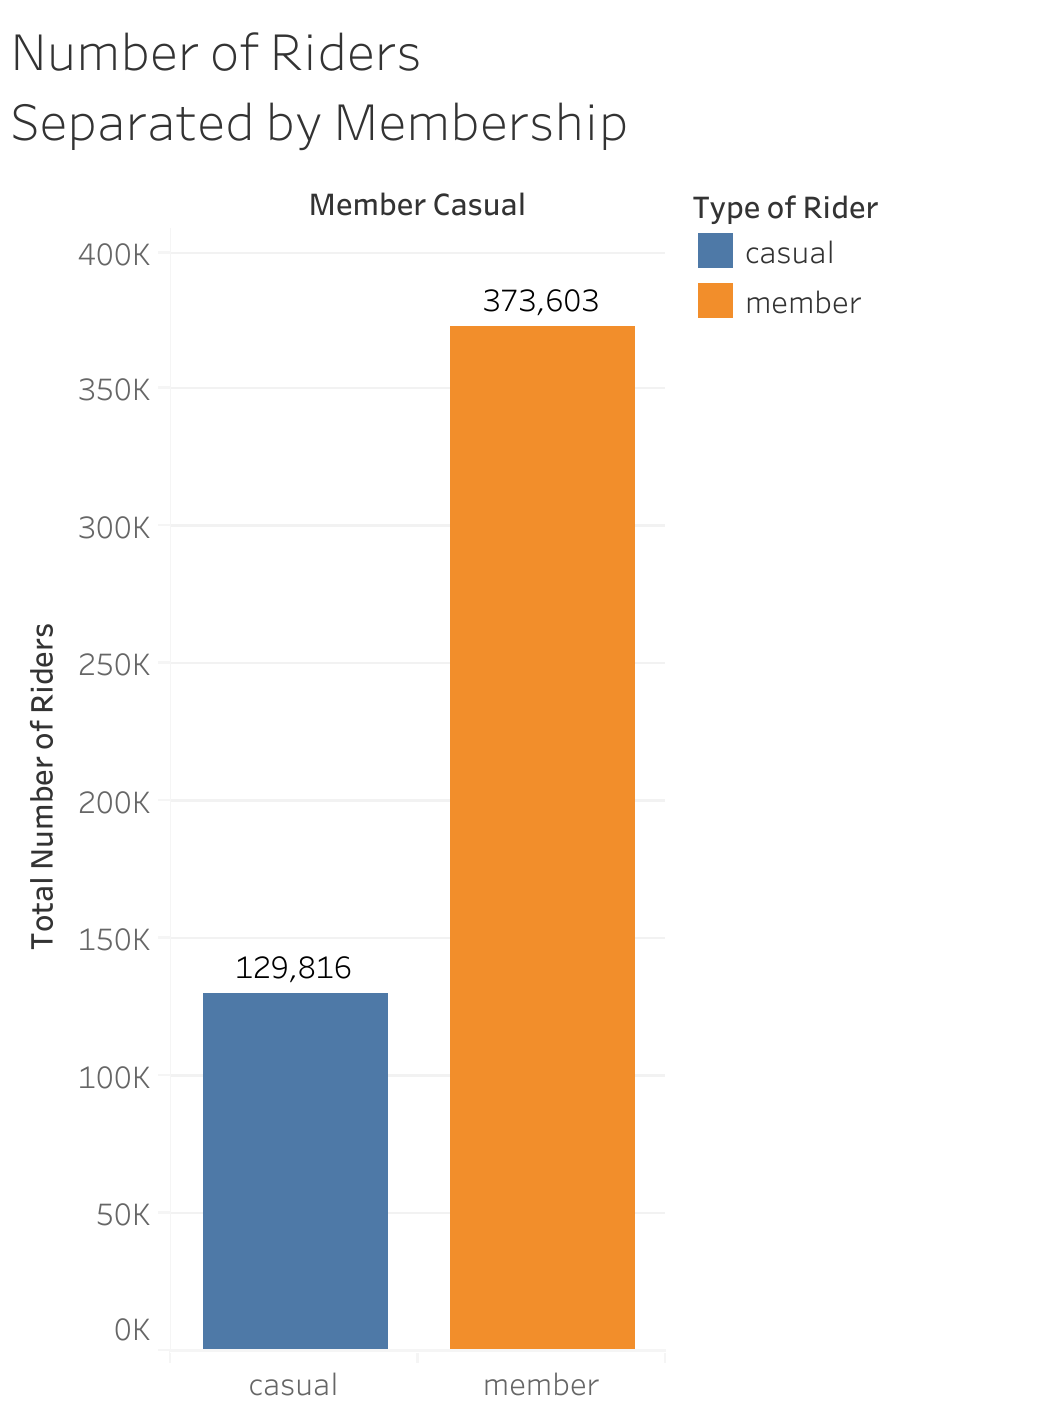 Number of Riders
Separated by Membership
Member Casual
Type of Rider
casual
member
400K
350K
300K
250K
200K
150K
100K
50K
0K
Total Number of Riders
373,603
129,816
casual
member